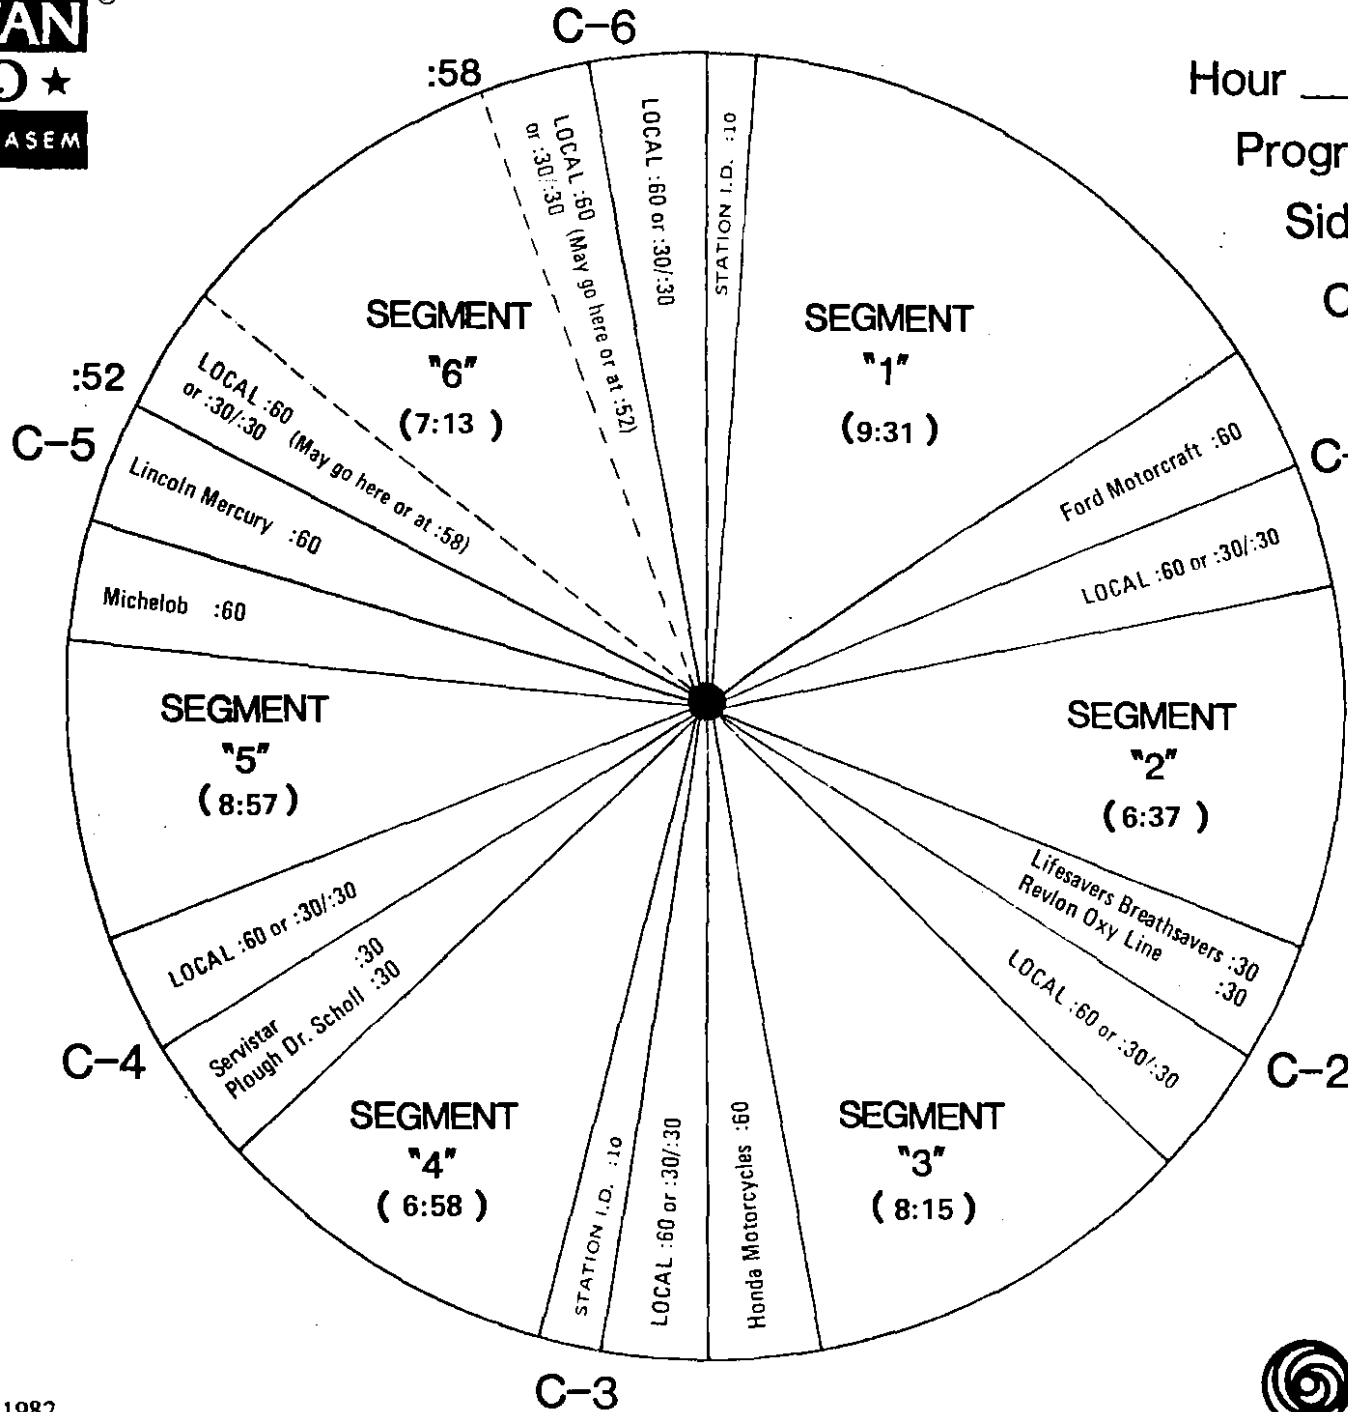 C-6
:58
Hour
ASEM
STATION I.D. :10
SEGMENT
"1"
(9:31)
Ford Motorcraft :60
LOCAL :60 or :30/:30
SEGMENT
"2"
(6:37)
Lifesavers Breathsavers :30
Revlon Oxy Line :30
C-2
LOCAL :60 or :30/:30
SEGMENT
"3"
(8:15)
Honda Motorcycles :60
C-3
LOCAL :60 or :30/:30
STATION I.D. :10
SEGMENT
"4"
(6:58)
Servistar :30
Plough Dr. Scholl :30
C-4
LOCAL :60 or :30/:30
SEGMENT
"5"
(8:57)
Michelob :60
Lincoln Mercury :60
C-5
:52
LOCAL :60 (May go here or at :58)
or :30/:30
SEGMENT
"6"
(7:13)
LOCAL :60 (May go here or at :52)
or :30/:30
LOCAL :60 or :30/:30
1982